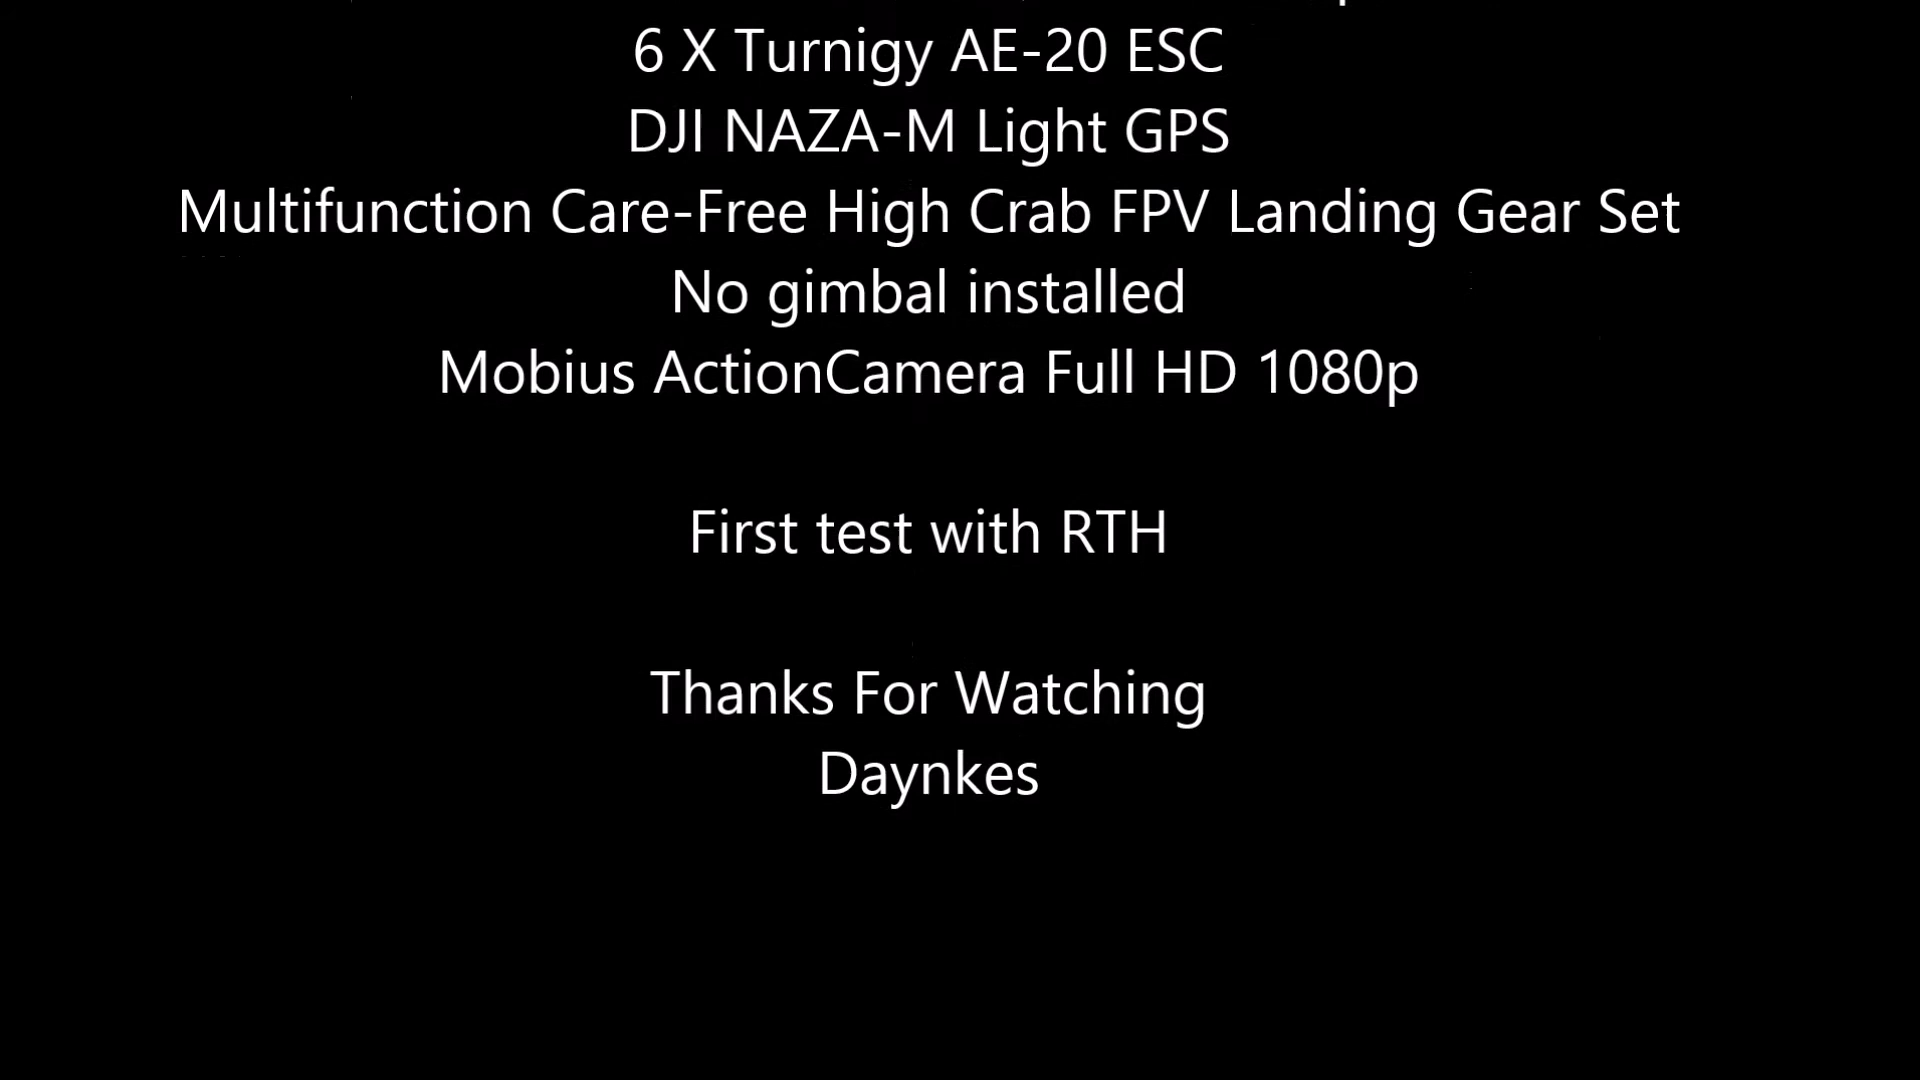 6 X Turnigy AE-20 ESC
DJI NAZA-M Light GPS
Multifunction Care-Free High Crab FPV Landing Gear Set
No gimbal installed
Mobius ActionCamera Full HD 1080p
First test with RTH
Thanks For Watching
Daynkes